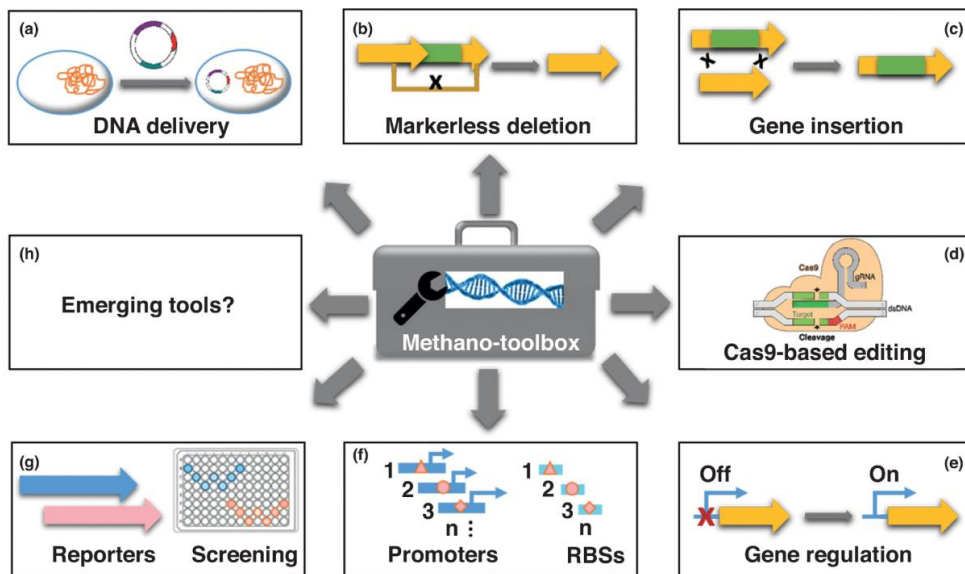 (a)
DNA delivery
(b)
X
Markerless deletion
(c)
X X
Gene insertion
(h)
Emerging tools?
Methano-toolbox
(d)
Cas9
gRNA
dsDNA
Target
PAM
Cleavage
Cas9-based editing
(g)
Reporters Screening
(f)
1 1
2 2
3 3
n n
Promoters RBSs
(e)
Off On
X
Gene regulation